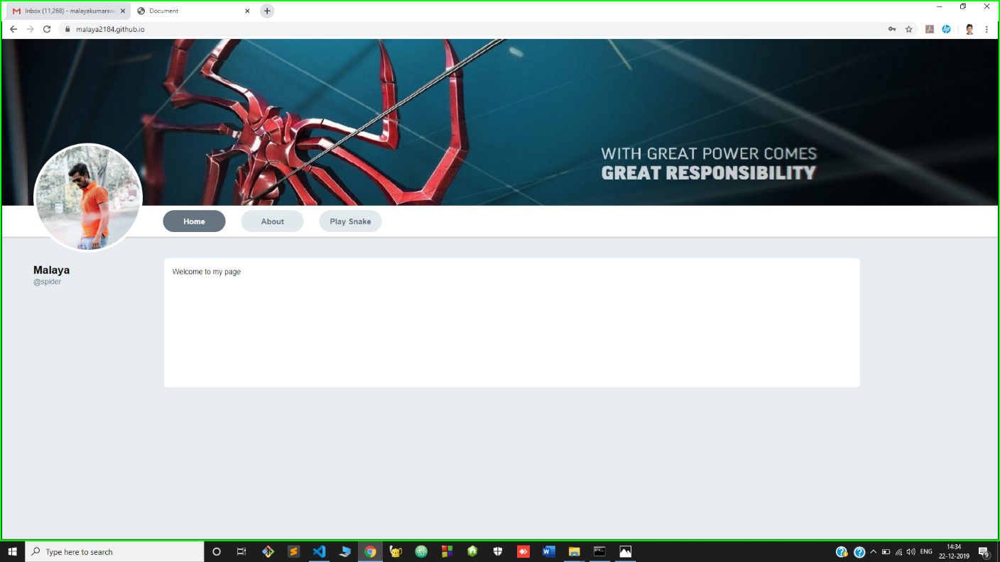 Inbox (11,268) - malayakumarsw
Document
malaya2184.github.io
WITH GREAT POWER COMES
GREAT RESPONSIBILITY
Home
About
Play Snake
Malaya
@spider
Welcome to my page
Type here to search
ENG
14:34
22-12-2019
9